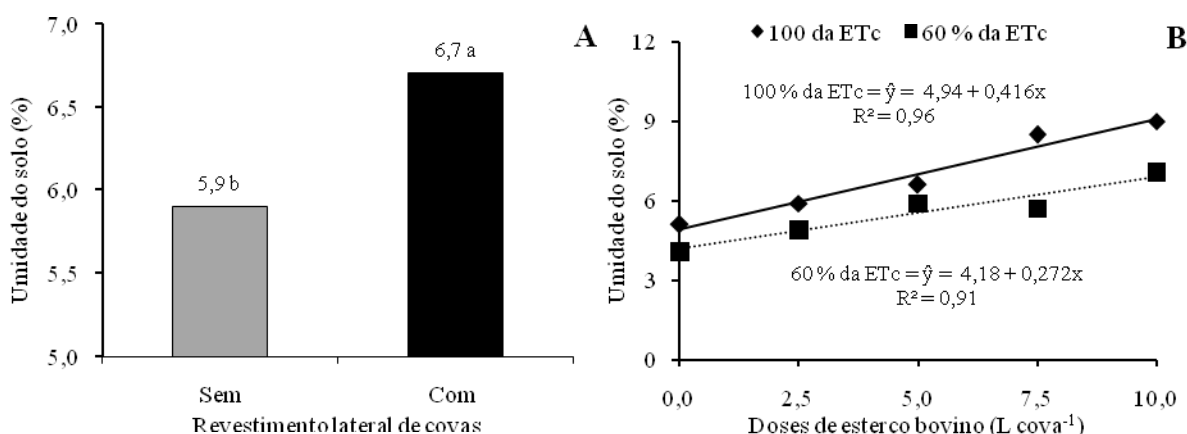 7,0
6,5
6,0
5,5
5,0
Umidade do solo (%)
5,9 b
6,7 a
A
Sem
Com
Revestimento lateral de covas
100 da ETc 60 % da ETc
B
12
9
6
3
0
Umidade do solo (%)
100 % da ETc = ŷ = 4,94 + 0,416x
R² = 0,96
60 % da ETc = ŷ = 4,18 + 0,272x
R² = 0,91
0,0 2,5 5,0 7,5 10,0
Doses de esterco bovino (L cova⁻¹)